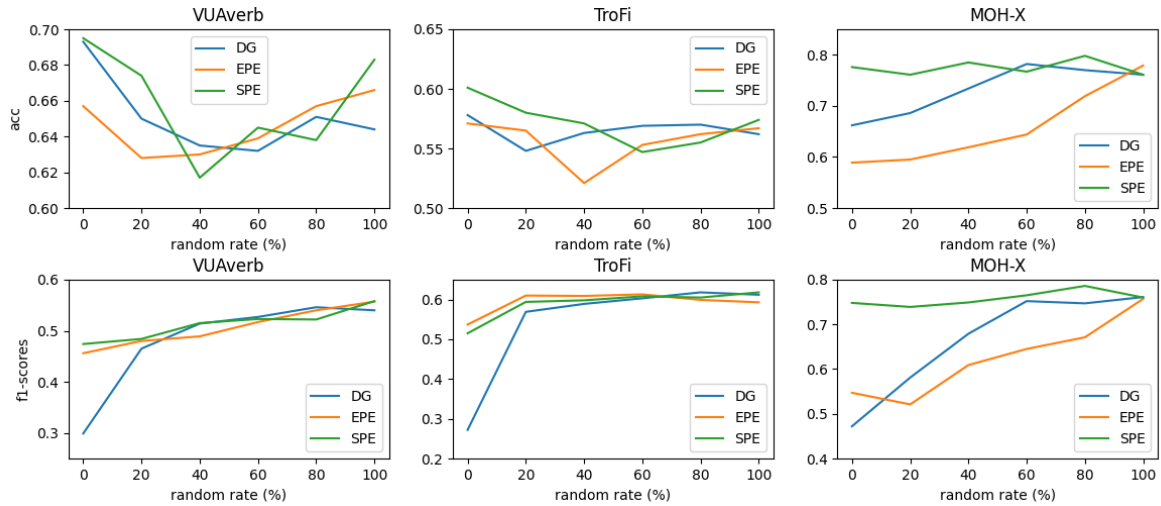 VUAverb
TroFi
MOH-X
0.70
0.68
0.66
0.64
0.62
0.60
acc
DG
EPE
SPE
0 20 40 60 80 100
random rate (%)
0.65
0.60
0.55
0.50
DG
EPE
SPE
0 20 40 60 80 100
random rate (%)
0.8
0.7
0.6
0.5
DG
EPE
SPE
0 20 40 60 80 100
random rate (%)
VUAverb
TroFi
MOH-X
0.6
0.5
0.4
0.3
f1-scores
DG
EPE
SPE
0 20 40 60 80 100
random rate (%)
0.6
0.5
0.4
0.3
0.2
DG
EPE
SPE
0 20 40 60 80 100
random rate (%)
0.8
0.7
0.6
0.5
0.4
DG
EPE
SPE
0 20 40 60 80 100
random rate (%)